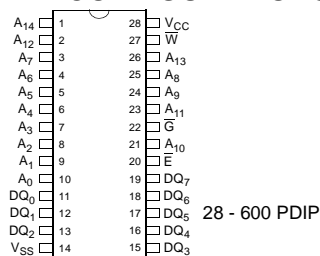 A14 1 28 VCC
A12 2 27 W̅
A7 3 26 A13
A6 4 25 A8
A5 5 24 A9
A4 6 23 A11
A3 7 22 G̅
A2 8 21 A10
A1 9 20 E̅
A0 10 19 DQ7
DQ0 11 18 DQ6
DQ1 12 17 DQ5 28 - 600 PDIP
DQ2 13 16 DQ4
VSS 14 15 DQ3